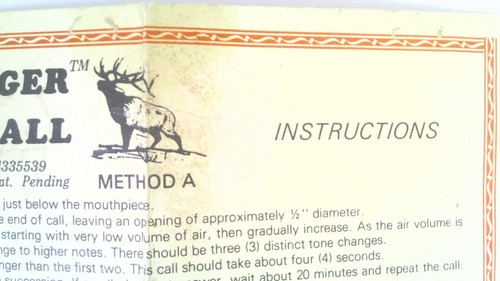 GER™
ALL
INSTRUCTIONS
4335539
at. Pending
METHOD A
just below the mouthpiece.
e end of call, leaving an opening of approximately ½'' diameter.
starting with very low volume of air, then gradually increase. As the air volume is
nge to higher notes. There should be three (3) distinct tone changes.
nger than the first two. This call should take about four (4) seconds.
wait about 20 minutes and repeat the call.